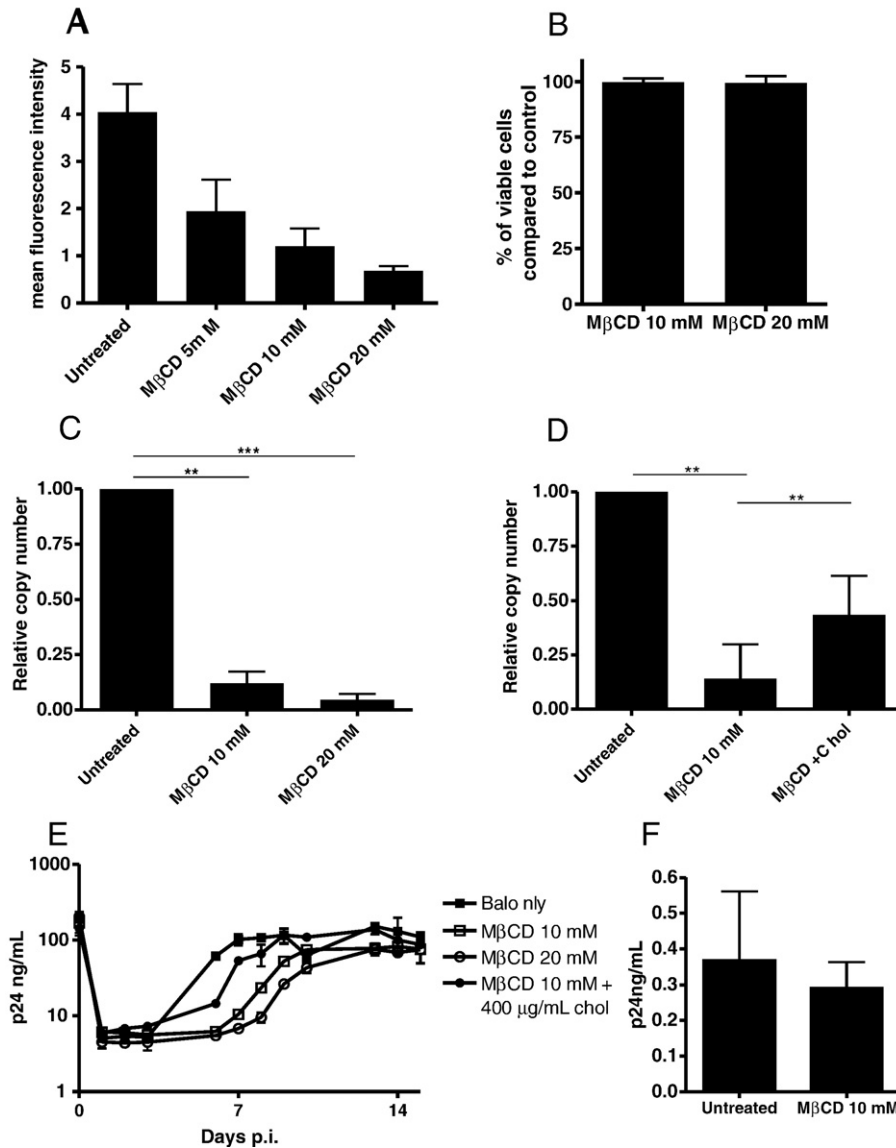 A
mean fluorescence intensity
5
4
3
2
1
0
Untreated
MβCD 5m M
MβCD 10 mM
MβCD 20 mM
B
% of viable cells
compared to control
100
75
50
25
0
MβCD 10 mM
MβCD 20 mM
C
***
**
Relative copy number
1.00
0.75
0.50
0.25
0.00
Untreated
MβCD 10 mM
MβCD 20 mM
D
**
**
Relative copy number
1.00
0.75
0.50
0.25
0.00
Untreated
MβCD 10 mM
MβCD +C hol
E
p24 ng/mL
1000
100
10
1
0
7
14
Days p.i.
Balo nly
MβCD 10 mM
MβCD 20 mM
MβCD 10 mM +
400 μg/mL chol
F
p24ng/mL
0.6
0.5
0.4
0.3
0.2
0.1
0.0
Untreated
MβCD 10 mM